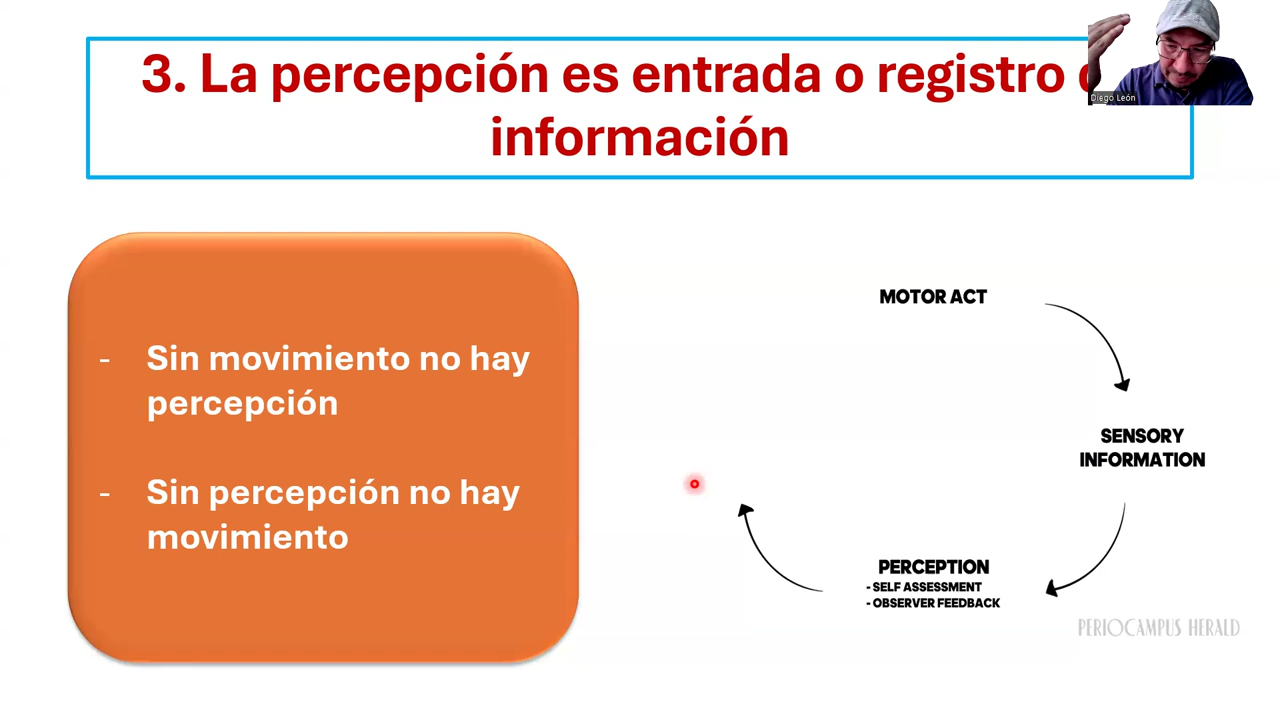 3. La percepción es entrada o registro
información
Diego León
- Sin movimiento no hay
percepción
- Sin percepción no hay
movimiento
MOTOR ACT
SENSORY
INFORMATION
PERCEPTION
- SELF ASSESSMENT
- OBSERVER FEEDBACK
PERIOCAMPUS HERALD